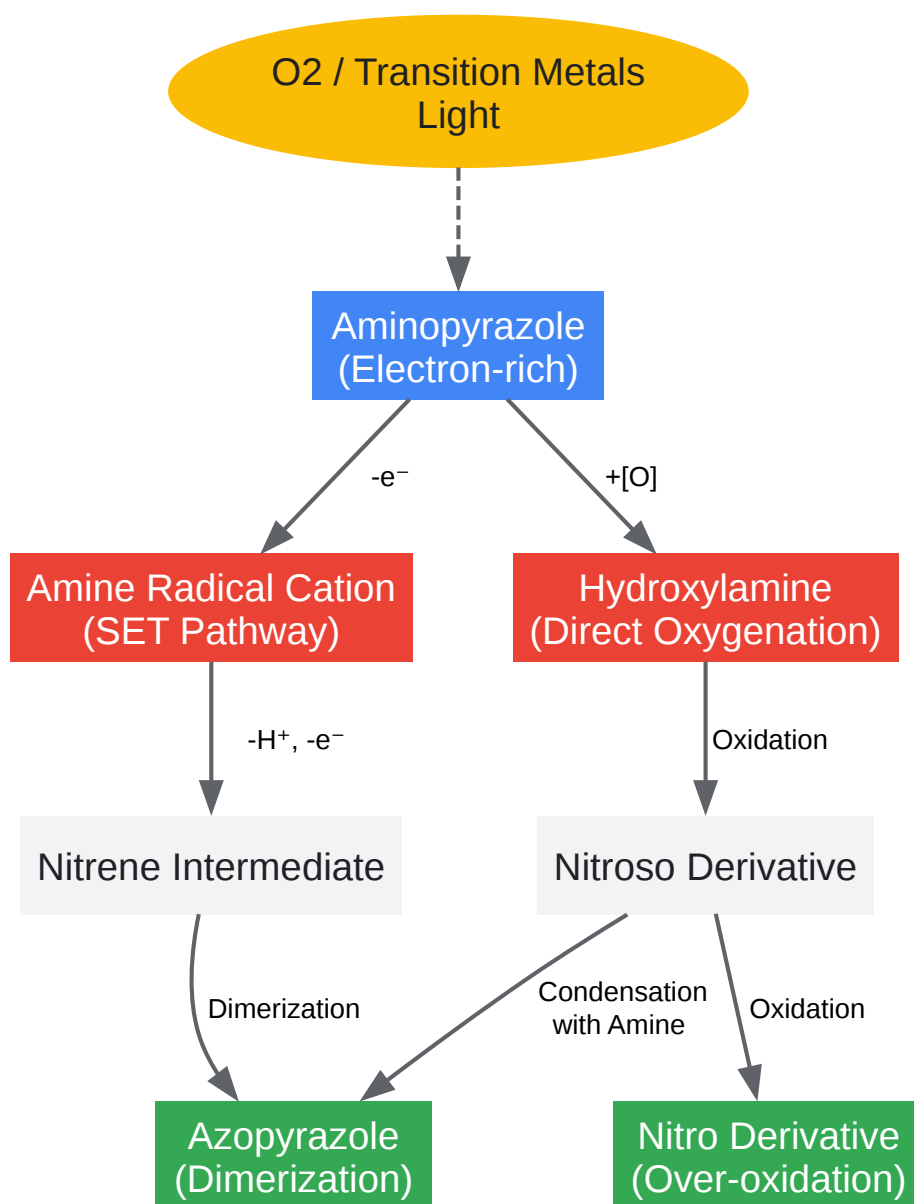 O2 / Transition Metals
Light
Aminopyrazole
(Electron-rich)
-e⁻
+[O]
Amine Radical Cation
(SET Pathway)
Hydroxylamine
(Direct Oxygenation)
-H⁺, -e⁻
Oxidation
Nitrene Intermediate
Nitroso Derivative
Dimerization
Condensation
with Amine
Oxidation
Azopyrazole
(Dimerization)
Nitro Derivative
(Over-oxidation)